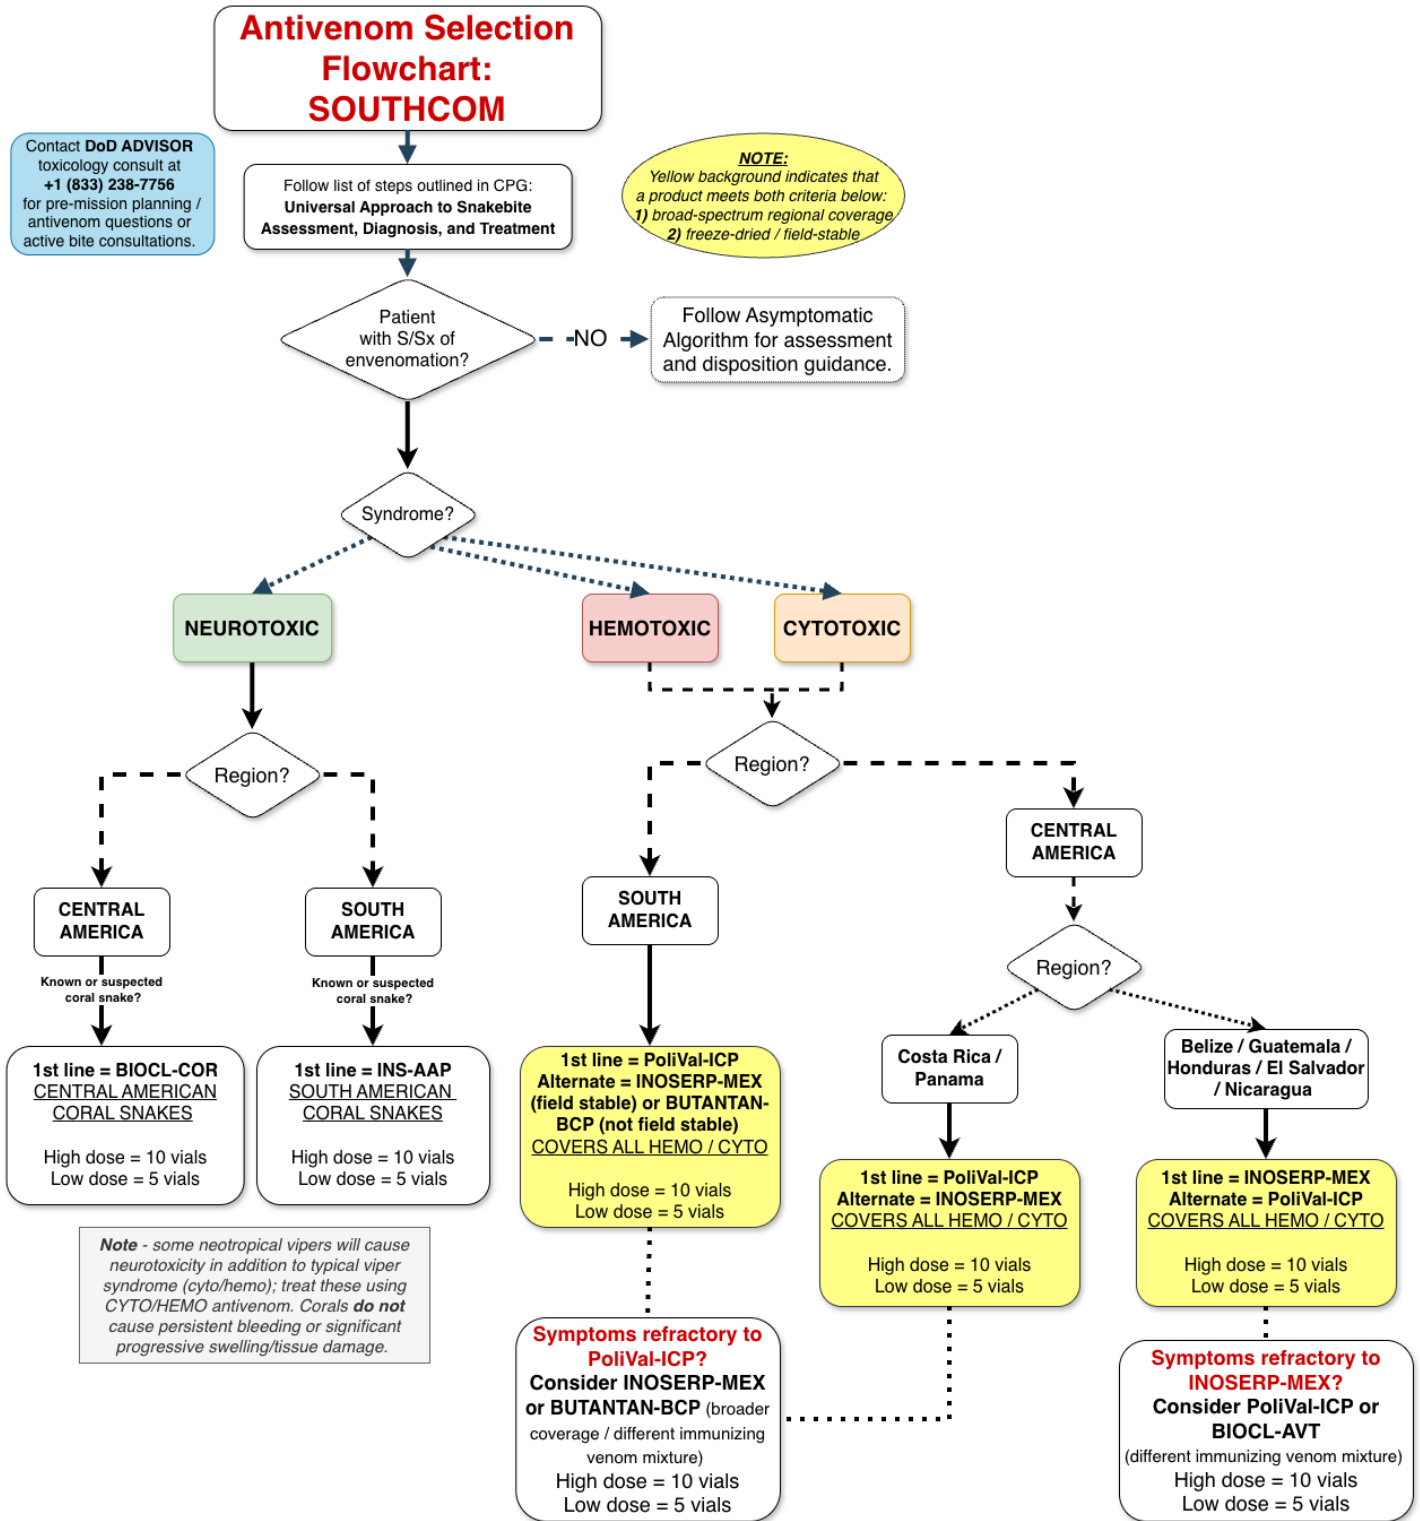 Antivenom Selection
Flowchart:
SOUTHCOM
Contact DoD ADVISOR
toxicology consult at
+1 (833) 238-7756
for pre-mission planning /
antivenom questions or
active bite consultations.
Follow list of steps outlined in CPG:
Universal Approach to Snakebite
Assessment, Diagnosis, and Treatment
NOTE:
Yellow background indicates that
a product meets both criteria below:
1) broad-spectrum regional coverage
2) freeze-dried / field-stable
Patient
with S/Sx of
envenomation?
NO
Follow Asymptomatic
Algorithm for assessment
and disposition guidance.
Syndrome?
NEUROTOXIC
HEMOTOXIC
CYTOTOXIC
Region?
Region?
CENTRAL
AMERICA
SOUTH
AMERICA
SOUTH
AMERICA
CENTRAL
AMERICA
Region?
Known or suspected
coral snake?
Known or suspected
coral snake?
Costa Rica /
Panama
Belize / Guatemala /
Honduras / El Salvador
/ Nicaragua
1st line = BIOCL-COR
CENTRAL AMERICAN
CORAL SNAKES
High dose = 10 vials
Low dose = 5 vials
1st line = INS-AAP
SOUTH AMERICAN
CORAL SNAKES
High dose = 10 vials
Low dose = 5 vials
1st line = PoliVal-ICP
Alternate = INOSERP-MEX
(field stable) or BUTANTAN-
BCP (not field stable)
COVERS ALL HEMO / CYTO
High dose = 10 vials
Low dose = 5 vials
1st line = PoliVal-ICP
Alternate = INOSERP-MEX
COVERS ALL HEMO / CYTO
High dose = 10 vials
Low dose = 5 vials
1st line = INOSERP-MEX
Alternate = PoliVal-ICP
COVERS ALL HEMO / CYTO
High dose = 10 vials
Low dose = 5 vials
Note - some neotropical vipers will cause
neurotoxicity in addition to typical viper
syndrome (cyto/hemo); treat these using
CYTO/HEMO antivenom. Corals do not
cause persistent bleeding or significant
progressive swelling/tissue damage.
Symptoms refractory to
PoliVal-ICP?
Consider INOSERP-MEX
or BUTANTAN-BCP (broader
coverage / different immunizing
venom mixture)
High dose = 10 vials
Low dose = 5 vials
Symptoms refractory to
INOSERP-MEX?
Consider PoliVal-ICP or
BIOCL-AVT
(different immunizing venom mixture)
High dose = 10 vials
Low dose = 5 vials